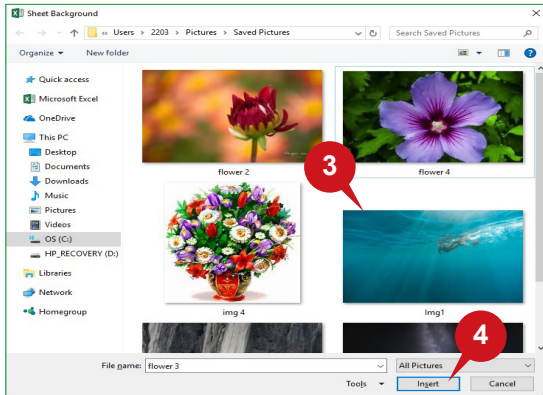 Sheet Background
« Users > 2203 > Pictures > Saved Pictures
Search Saved Pictures
Organize
New folder
Quick access
Microsoft Excel
OneDrive
This PC
Desktop
Documents
Downloads
Music
Pictures
Videos
OS (C:)
HP_RECOVERY (D:)
Libraries
Network
Homegroup
flower 2
flower 4
3
img 4
Img1
4
File name: flower 3
All Pictures
Tools
Insert
Cancel